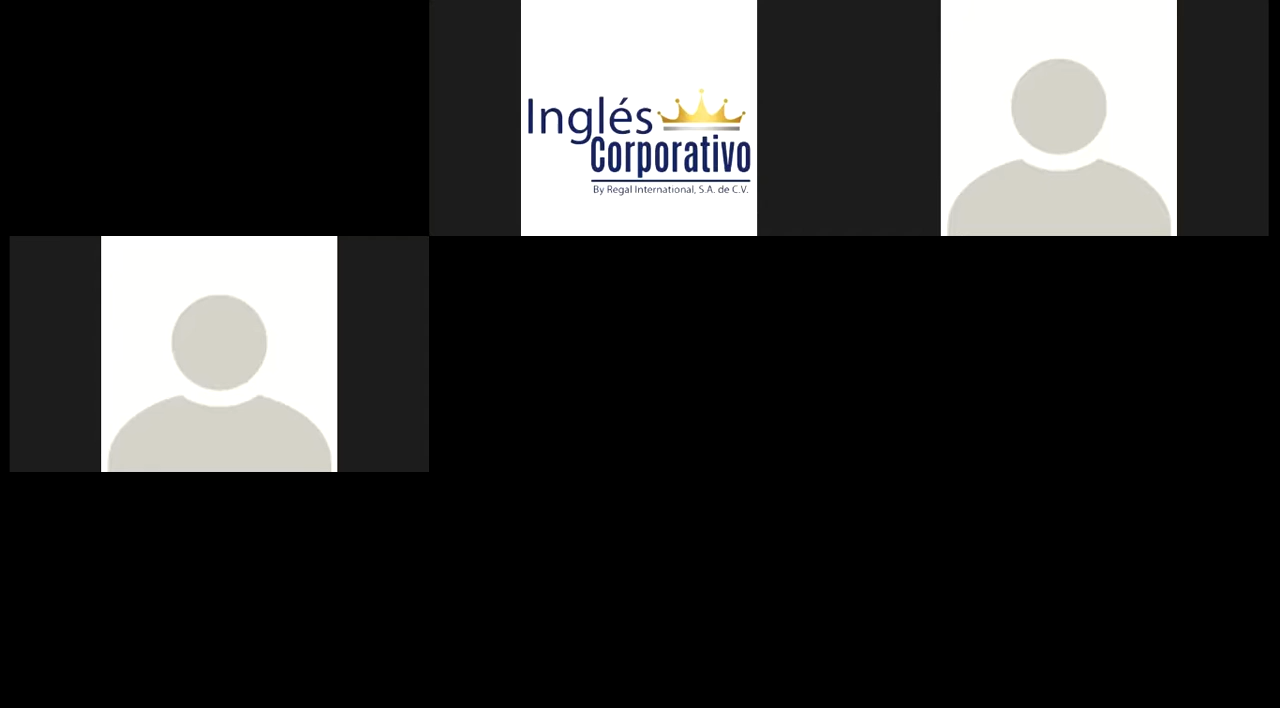 Inglés
Corporativo
By Regal International, S.A. de C.V.